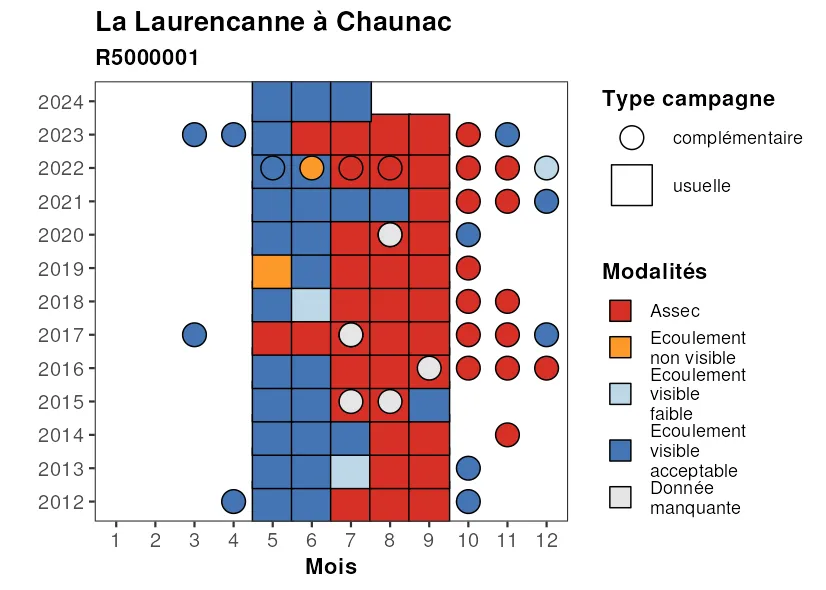 La Laurencanne à Chaunac
R5000001
2024
2023
2022
2021
2020
2019
2018
2017
2016
2015
2014
2013
2012
1 2 3 4 5 6 7 8 9 10 11 12
Mois
Type campagne
complémentaire
usuelle
Modalités
Assec
Ecoulement
non visible
Ecoulement
visible
faible
Ecoulement
visible
acceptable
Donnée
manquante